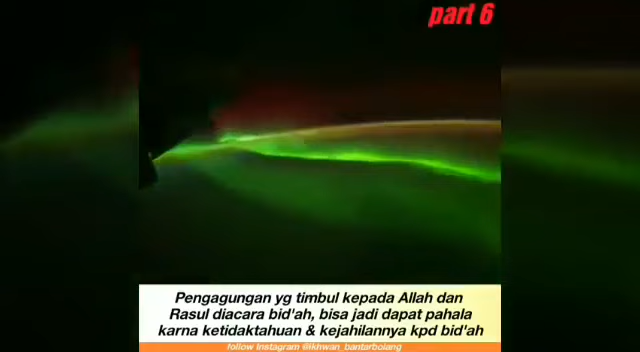 part 6
Pengagungan yg timbul kepada Allah dan
Rasul diacara bid'ah, bisa jadi dapat pahala
karna ketidaktahuan & kejahilannya kpd bid'ah
follow Instagram @ikhwan_bantarbolang